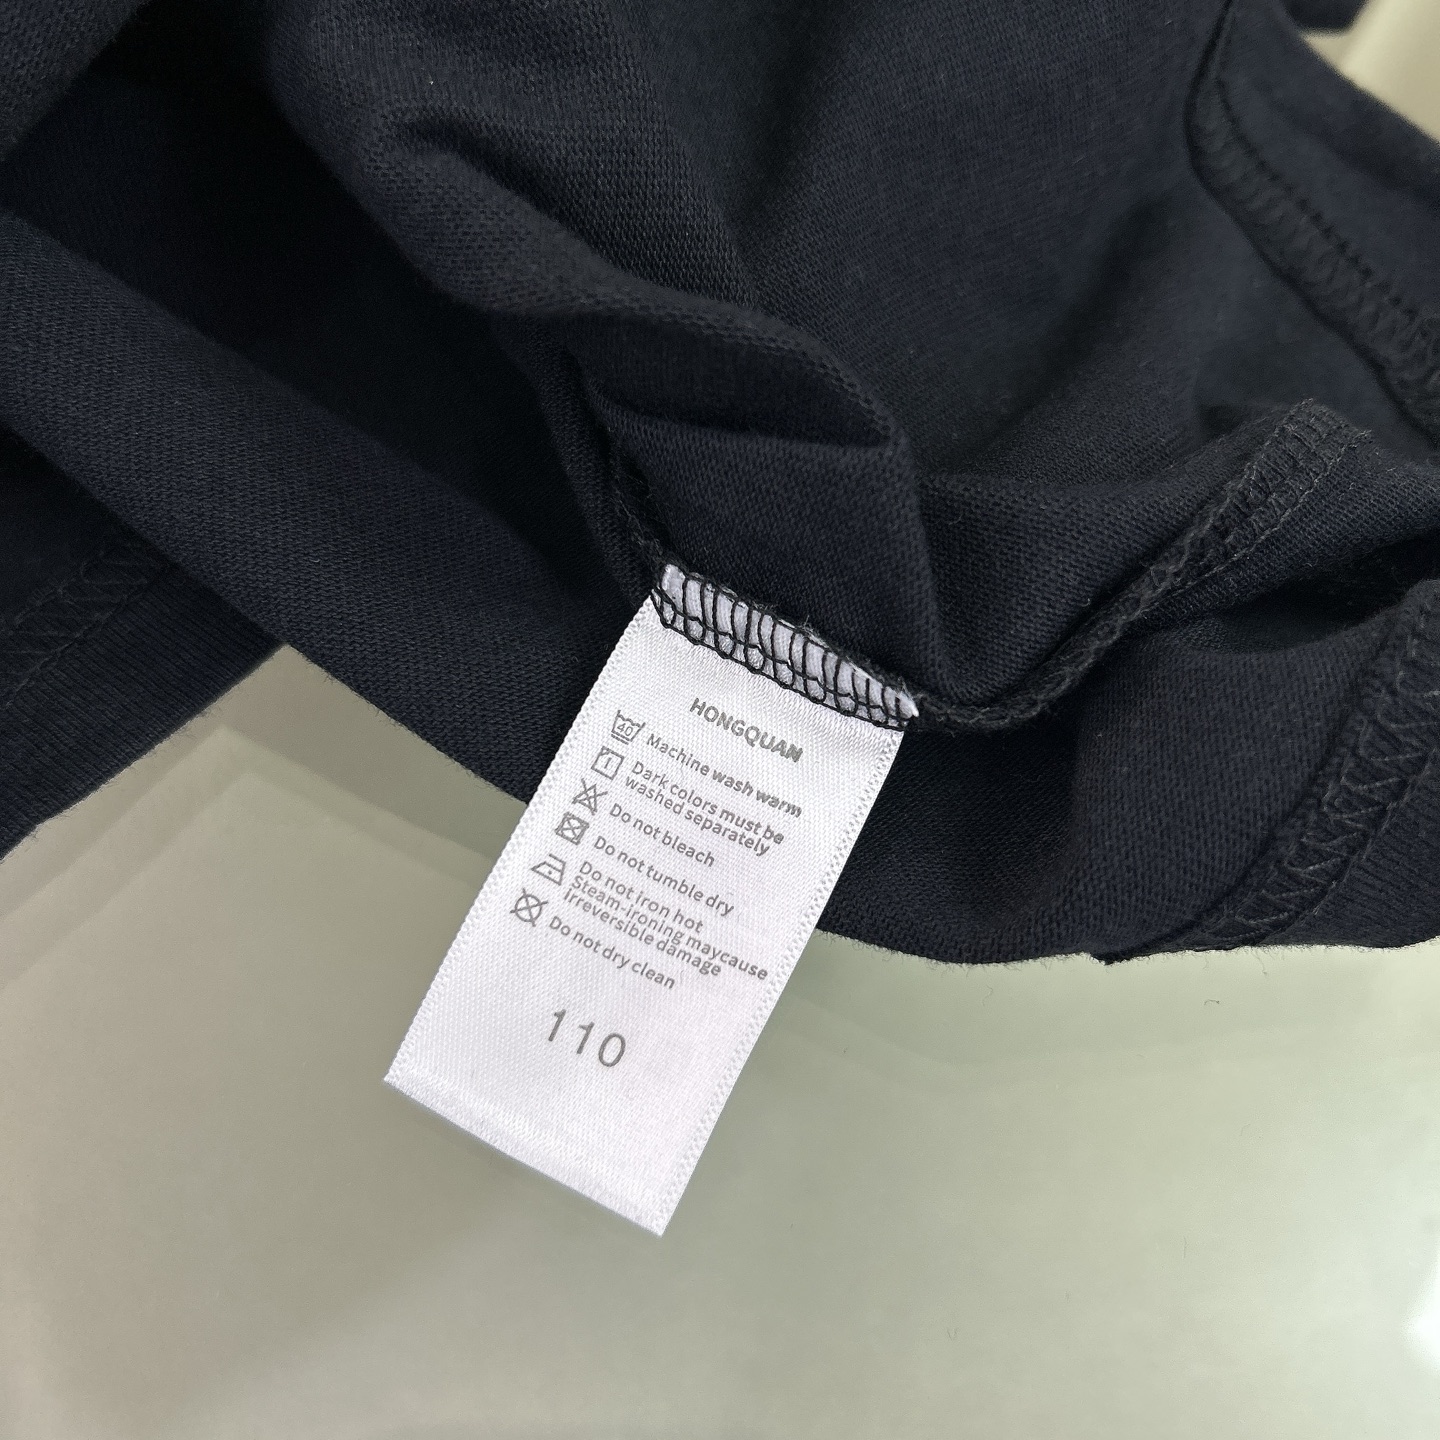 HONGQUAN
40 Machine wash warm
Dark colors must be
washed separately
Do not bleach
Do not tumble dry
Do not iron hot
Steam-ironing maycause
irreversible damage
Do not dry clean
110